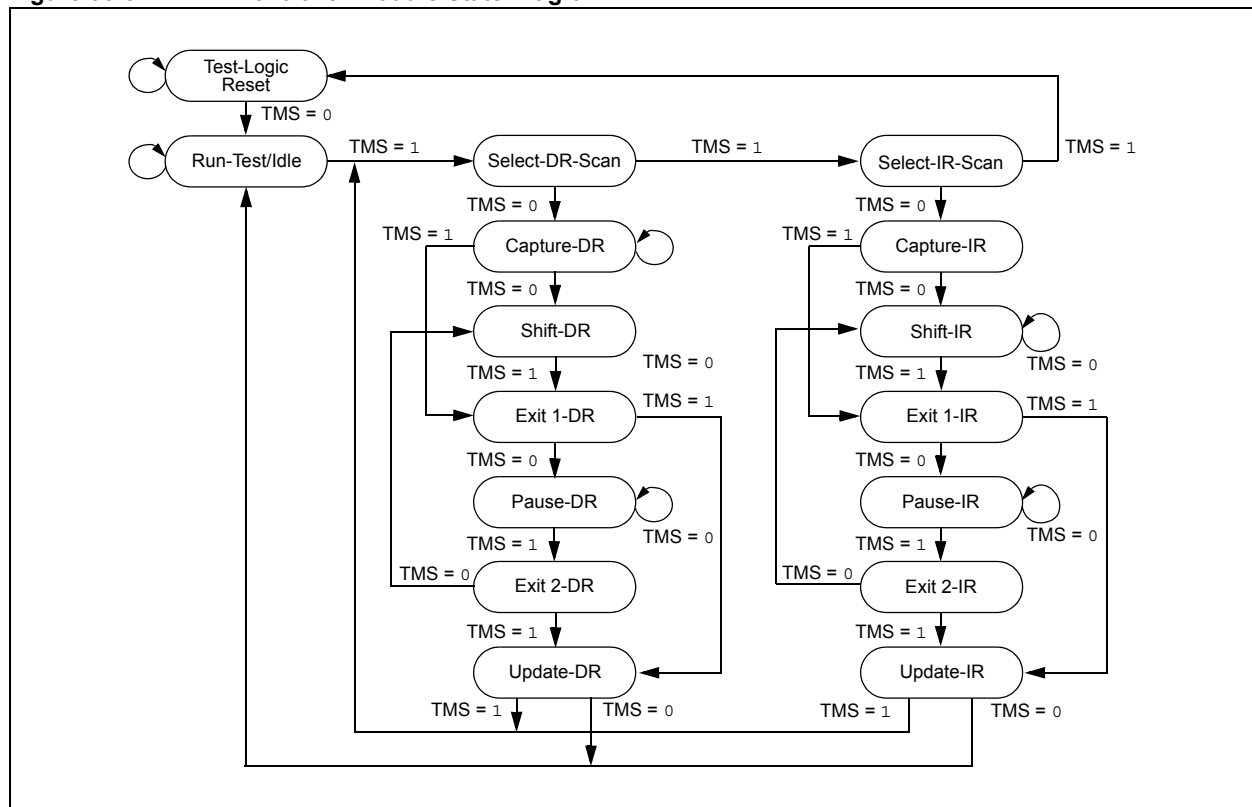 Test-Logic
Reset
TMS = 0
Run-Test/Idle
TMS = 1
Select-DR-Scan
TMS = 1
Select-IR-Scan
TMS = 1
TMS = 0
TMS = 0
TMS = 1
Capture-DR
TMS = 1
Capture-IR
TMS = 0
TMS = 0
Shift-DR
Shift-IR
TMS = 0
TMS = 0
TMS = 1
TMS = 1
Exit 1-DR
TMS = 1
Exit 1-IR
TMS = 1
TMS = 0
TMS = 0
Pause-DR
Pause-IR
TMS = 0
TMS = 0
TMS = 1
TMS = 1
TMS = 0
Exit 2-DR
TMS = 0
Exit 2-IR
TMS = 1
TMS = 1
Update-DR
Update-IR
TMS = 1
TMS = 0
TMS = 1
TMS = 0